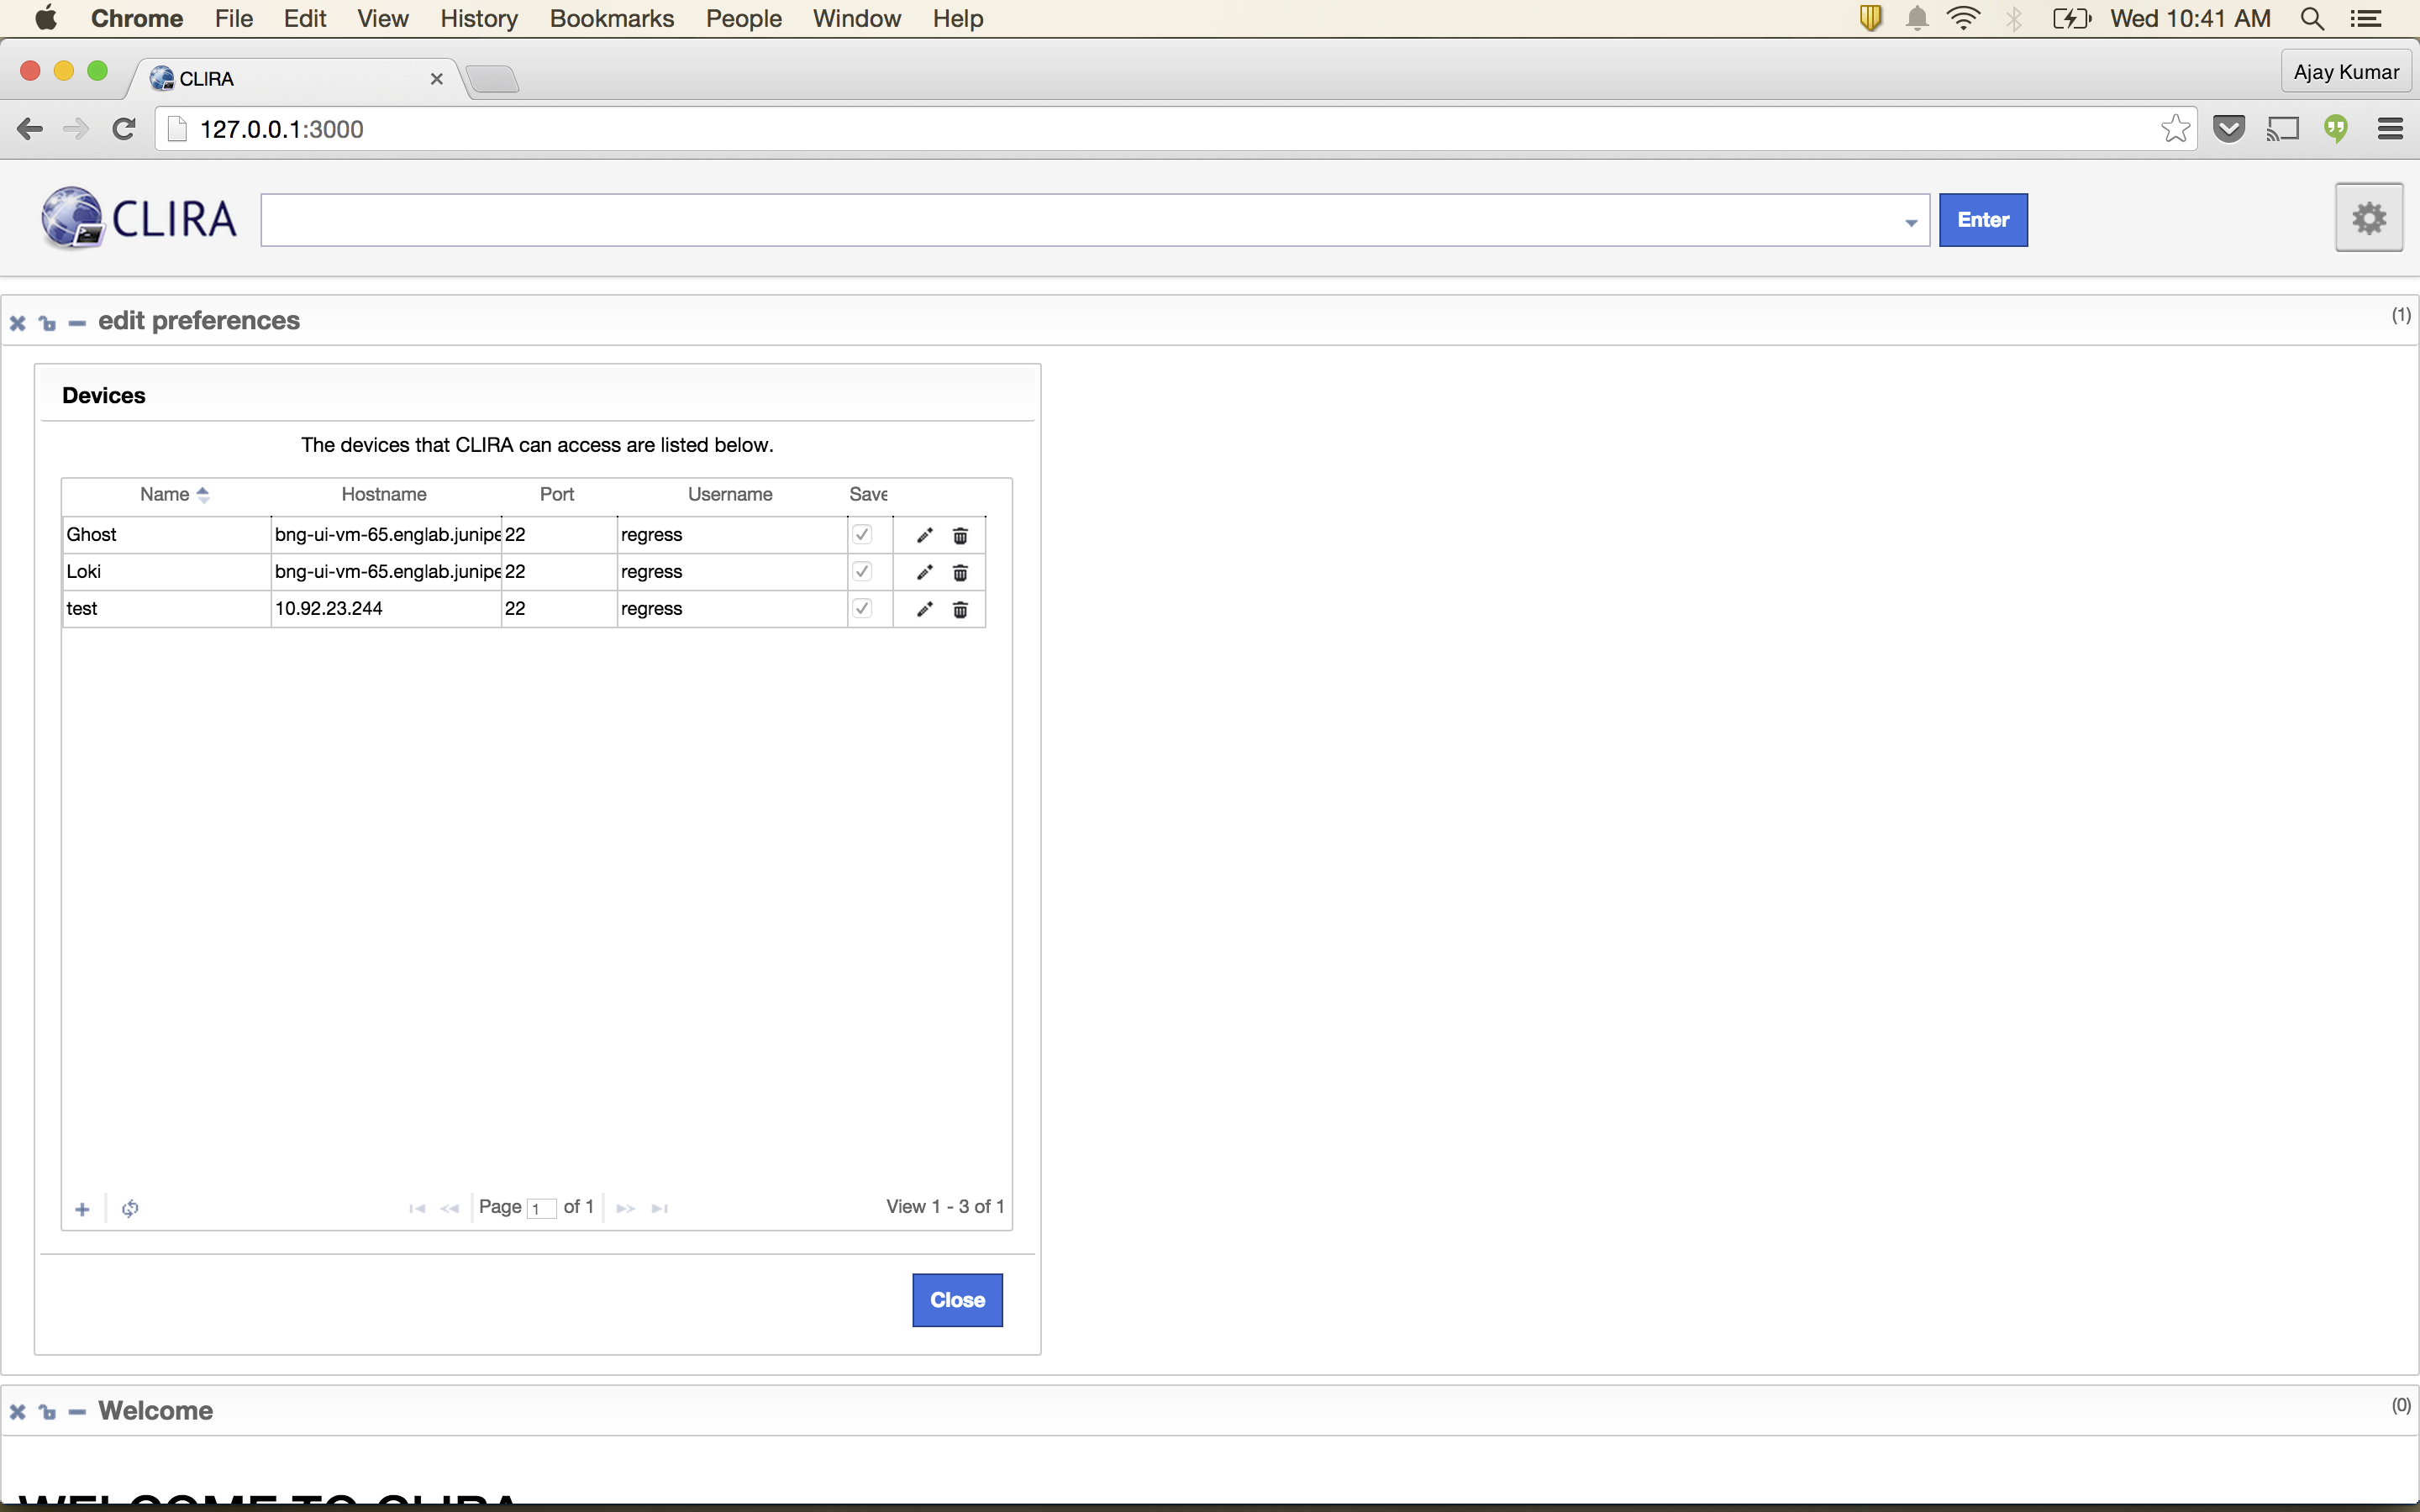 Chrome File Edit View History Bookmarks People Window Help Wed 10:41 AM
CLIRA Ajay Kumar
127.0.0.1:3000
CLIRA Enter
edit preferences (1)
Devices
The devices that CLIRA can access are listed below.
Name Hostname Port Username Save
Ghost bng-ui-vm-65.englab.junipe 22 regress
Loki bng-ui-vm-65.englab.junipe 22 regress
test 10.92.23.244 22 regress
Page 1 of 1 View 1 - 3 of 1
Close
Welcome (0)
WELCOME TO CLIRA